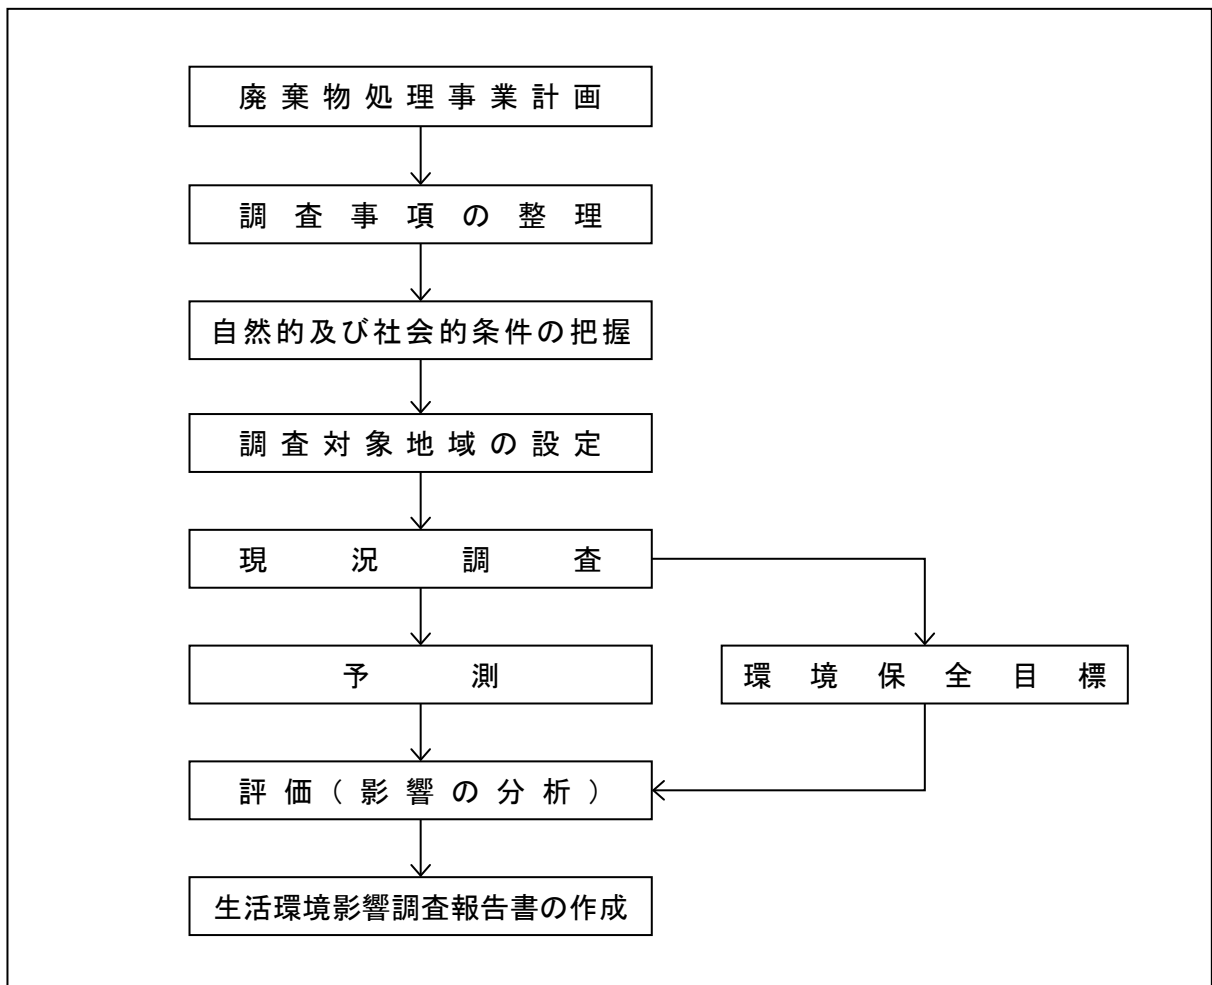 廃棄物処理事業計画
調査事項の整理
自然的及び社会的条件の把握
調査対象地域の設定
現況調査
予測
環境保全目標
評価(影響の分析)
生活環境影響調査報告書の作成